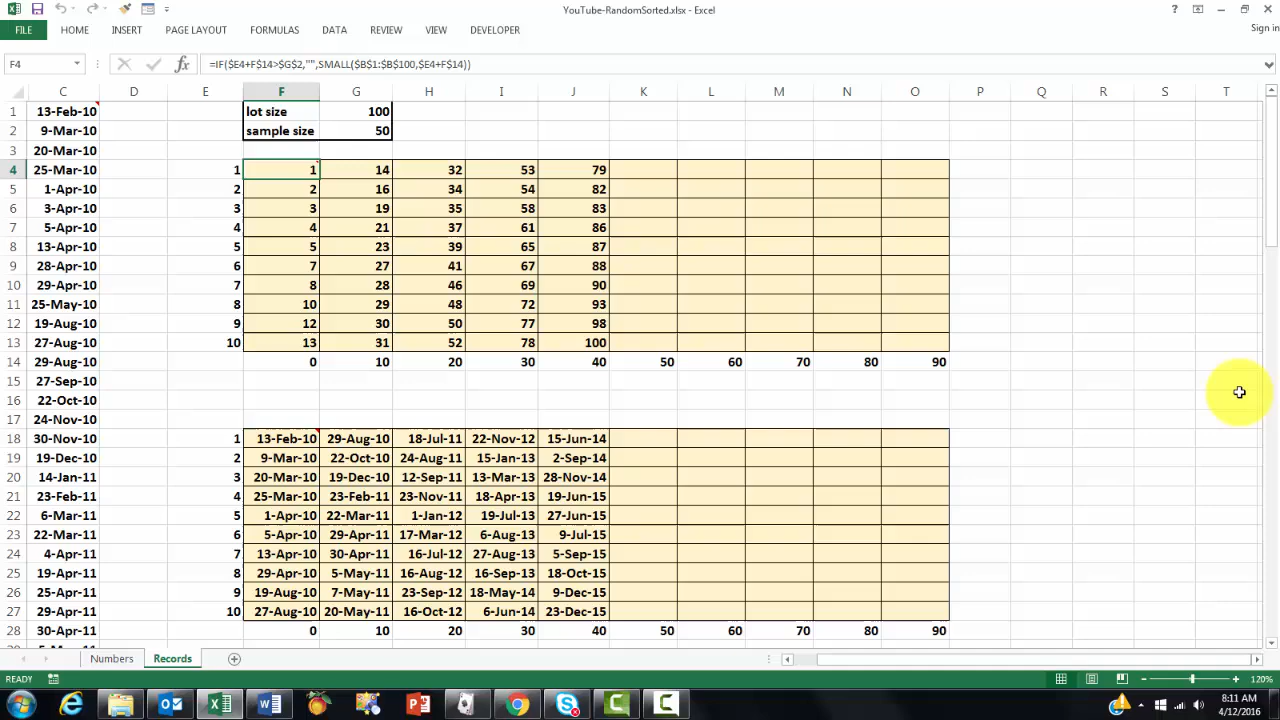 YouTube-RandomSorted.xlsx - Excel
FILE HOME INSERT PAGE LAYOUT FORMULAS DATA REVIEW VIEW DEVELOPER Sign in
F4 fx =IF($E4+F$14>$G$2,"",SMALL($B$1:$B$100,$E4+F$14))
C D E F G H I J K L M N O P Q R S T
1 13-Feb-10 lot size 100
2 9-Mar-10 sample size 50
3 20-Mar-10
4 25-Mar-10 1 1 14 32 53 79
5 1-Apr-10 2 2 16 34 54 82
6 3-Apr-10 3 3 19 35 58 83
7 5-Apr-10 4 4 21 37 61 86
8 13-Apr-10 5 5 23 39 65 87
9 28-Apr-10 6 7 27 41 67 88
10 29-Apr-10 7 8 28 46 69 90
11 25-May-10 8 10 29 48 72 93
12 19-Aug-10 9 12 30 50 77 98
13 27-Aug-10 10 13 31 52 78 100
14 29-Aug-10 0 10 20 30 40 50 60 70 80 90
15 27-Sep-10
16 22-Oct-10
17 24-Nov-10
18 30-Nov-10 1 13-Feb-10 29-Aug-10 18-Jul-11 22-Nov-12 15-Jun-14
19 19-Dec-10 2 9-Mar-10 22-Oct-10 24-Aug-11 15-Jan-13 2-Sep-14
20 14-Jan-11 3 20-Mar-10 19-Dec-10 12-Sep-11 13-Mar-13 28-Nov-14
21 23-Feb-11 4 25-Mar-10 23-Feb-11 23-Nov-11 18-Apr-13 19-Jun-15
22 6-Mar-11 5 1-Apr-10 22-Mar-11 1-Jan-12 19-Jul-13 27-Jun-15
23 22-Mar-11 6 5-Apr-10 29-Apr-11 17-Mar-12 6-Aug-13 9-Jul-15
24 4-Apr-11 7 13-Apr-10 30-Apr-11 16-Jul-12 27-Aug-13 5-Sep-15
25 19-Apr-11 8 29-Apr-10 5-May-11 16-Aug-12 16-Sep-13 18-Oct-15
26 25-Apr-11 9 19-Aug-10 7-May-11 23-Sep-12 18-May-14 9-Dec-15
27 29-Apr-11 10 27-Aug-10 20-May-11 16-Oct-12 6-Jun-14 23-Dec-15
28 30-Apr-11 0 10 20 30 40 50 60 70 80 90
Numbers Records
READY 120%
8:11 AM
4/12/2016